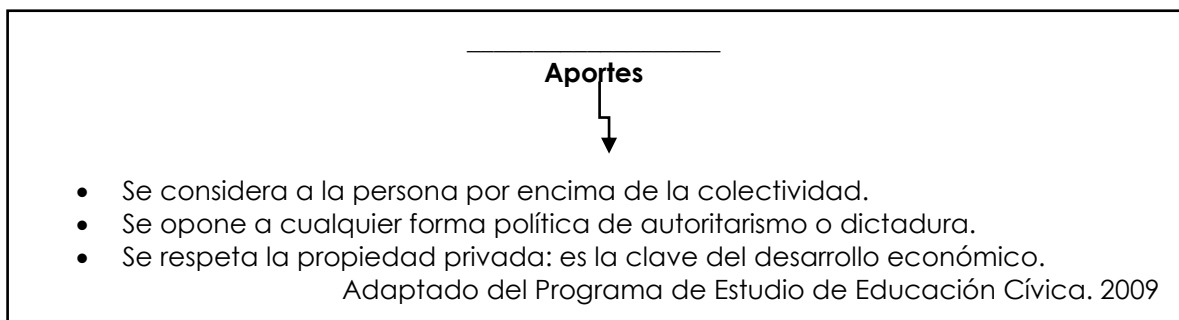 ____________________
Aportes
• Se considera a la persona por encima de la colectividad.
• Se opone a cualquier forma política de autoritarismo o dictadura.
• Se respeta la propiedad privada: es la clave del desarrollo económico.
Adaptado del Programa de Estudio de Educación Cívica. 2009